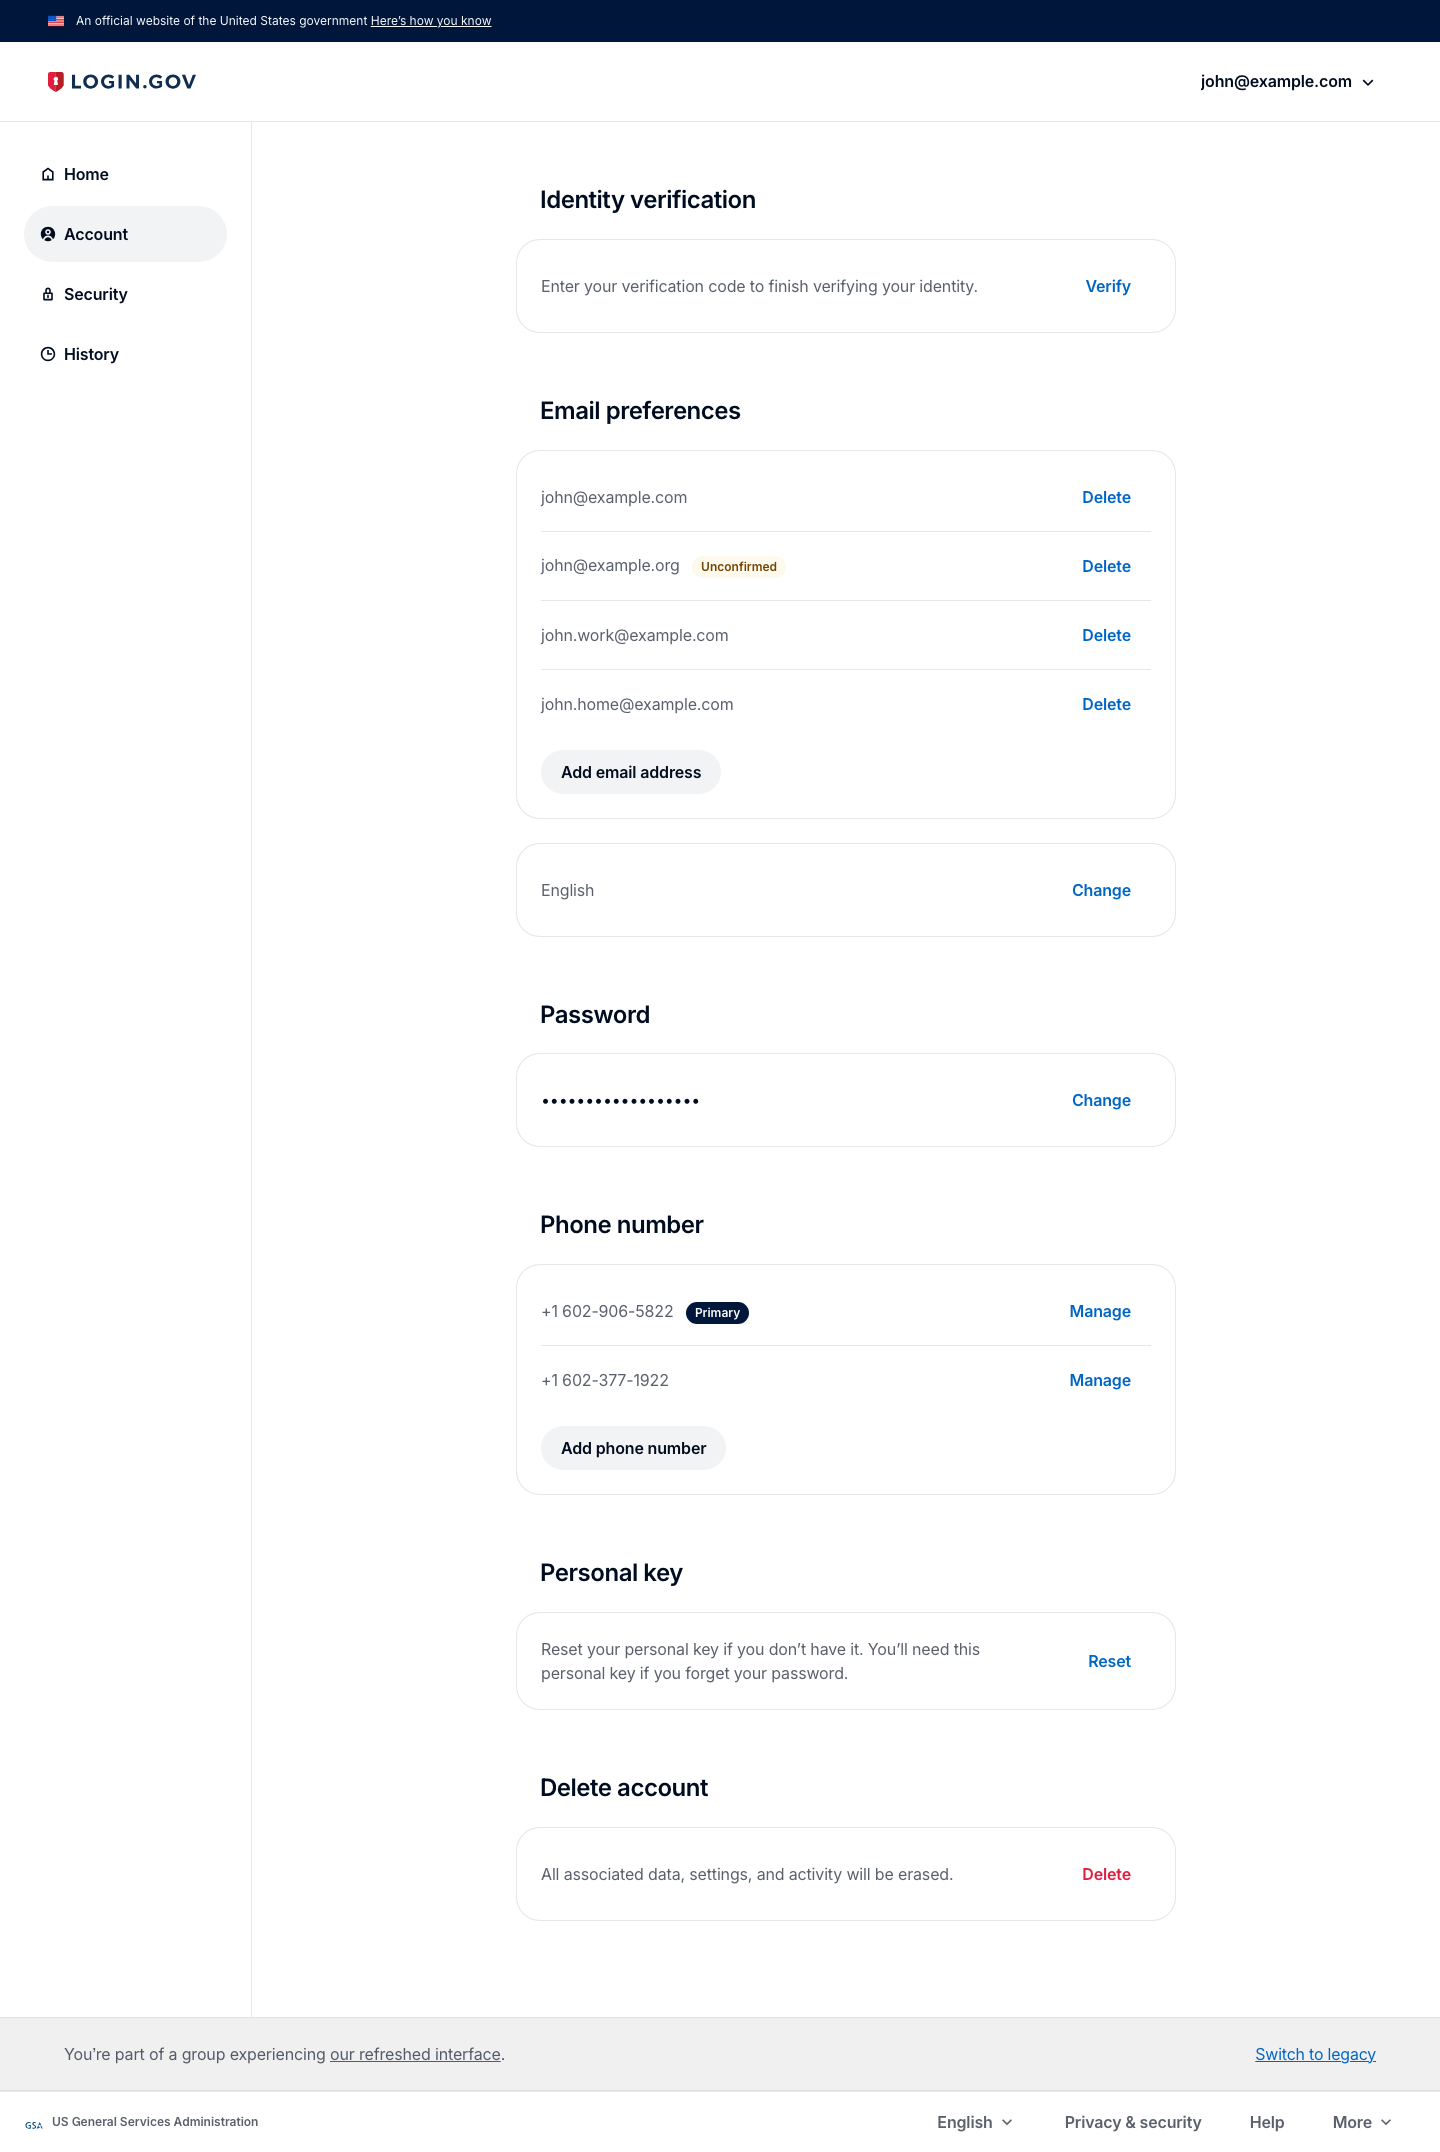 An official website of the United States government Here’s how you know
LOGIN.GOV
john@example.com
Home
Account
Security
History
Identity verification
Enter your verification code to finish verifying your identity.
Verify
Email preferences
john@example.com
Delete
john@example.org
Unconfirmed
Delete
john.work@example.com
Delete
john.home@example.com
Delete
Add email address
English
Change
Password
••••••••••••••••••
Change
Phone number
+1 602-906-5822
Primary
Manage
+1 602-377-1922
Manage
Add phone number
Personal key
Reset your personal key if you don’t have it. You’ll need this
personal key if you forget your password.
Reset
Delete account
All associated data, settings, and activity will be erased.
Delete
You’re part of a group experiencing our refreshed interface.
Switch to legacy
GSA
US General Services Administration
English
Privacy & security
Help
More